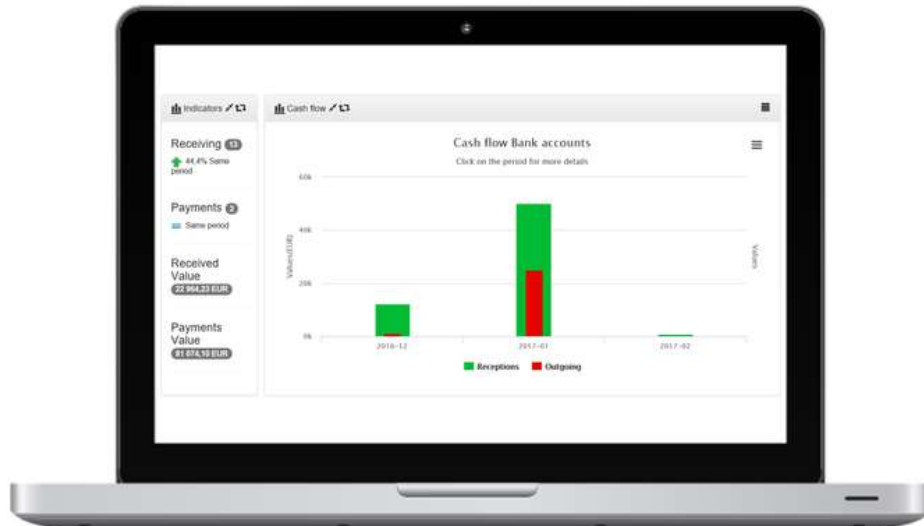 Indicators
Receiving 13
44,4% Same
period
Payments 2
Same period
Received
Value
22 964,23 EUR
Payments
Value
81 074,10 EUR
Cash flow
Cash flow Bank accounts
Click on the period for more details
Values(EUR)
60k
40k
20k
0k
Values
2016-12
2017-01
2017-02
Receptions
Outgoing